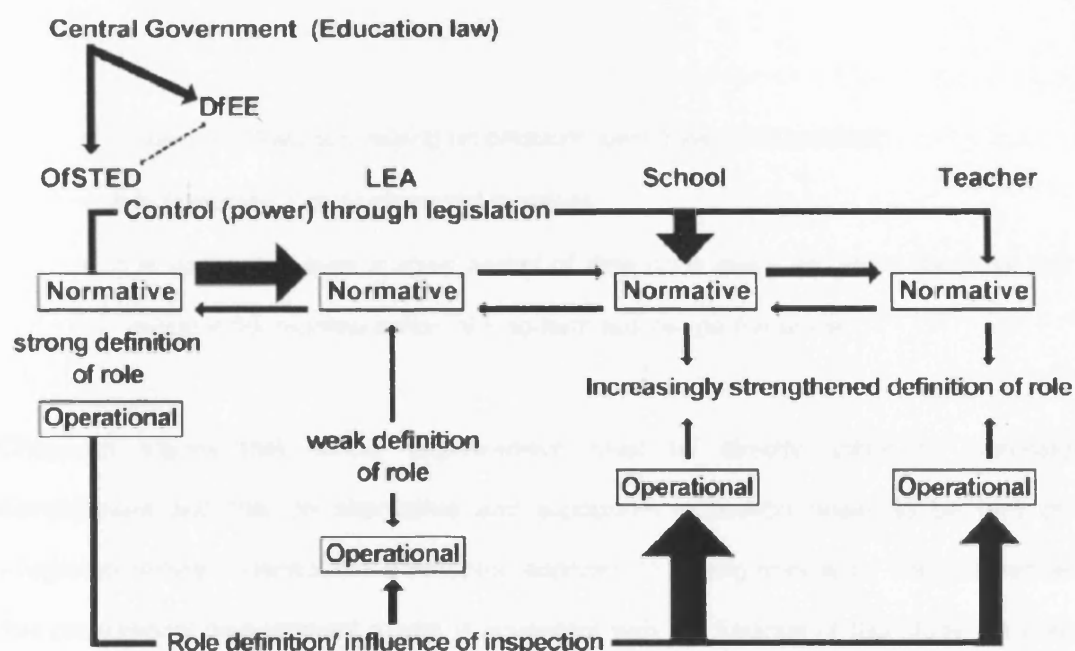 Central Government (Education law)
DfEE
OfSTED LEA School Teacher
Control (power) through legislation
Normative Normative Normative Normative
strong definition
of role
Increasingly strengthened definition of role
Operational
weak definition
of role
Operational Operational
Operational
Role definition/ influence of inspection